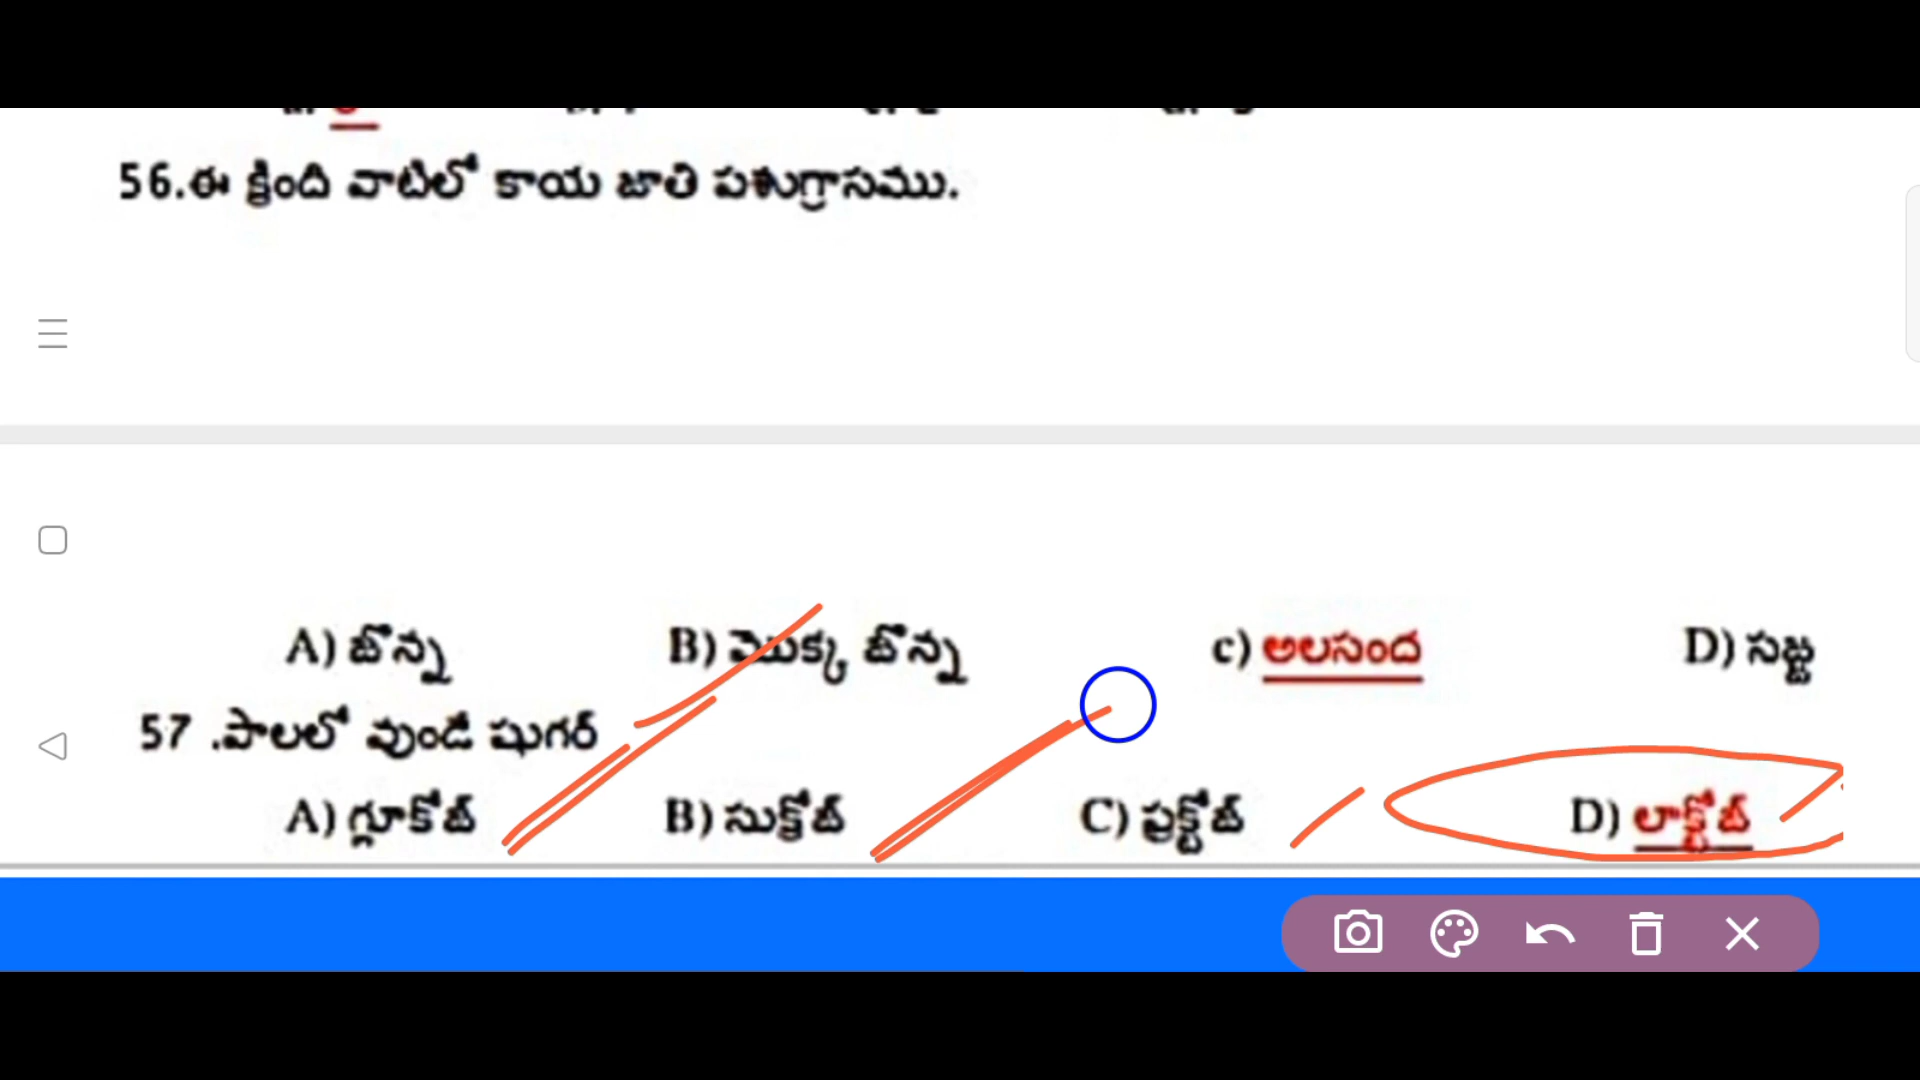 56.ఈ క్రింది వాటిలో కాయ జాతి పశుగ్రాసము.
A) జొన్న B) మొక్క జొన్న c) అలసంద D) సజ్జ
57 .పాలలో వుండే షుగర్
A) గ్లూకోజ్ B) సుక్రోజ్ C) ఫ్రక్టోజ్ D) లాక్టోజ్